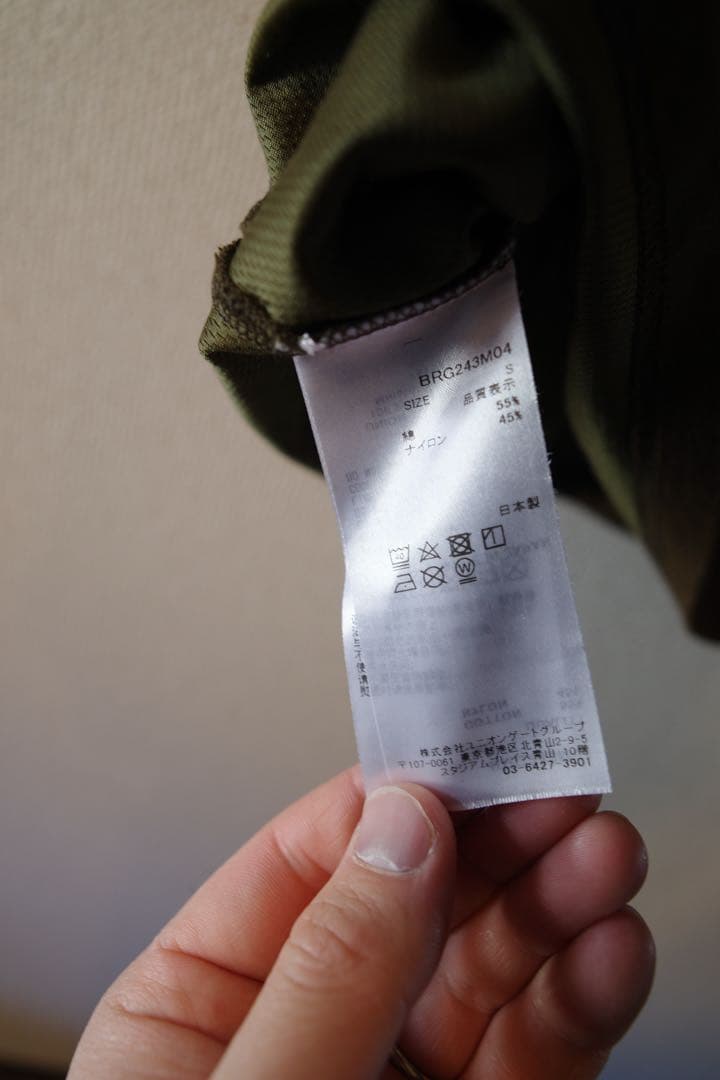 BRG243M04
SIZE S
品質表示
綿 55%
ナイロン 45%
日本製
40
W
株式会社ユニオンゲートグループ
〒107-0061 東京都港区北青山2-9-5
スタジアムプレイス青山 10階
03-6427-3901
NYLON
COTTON